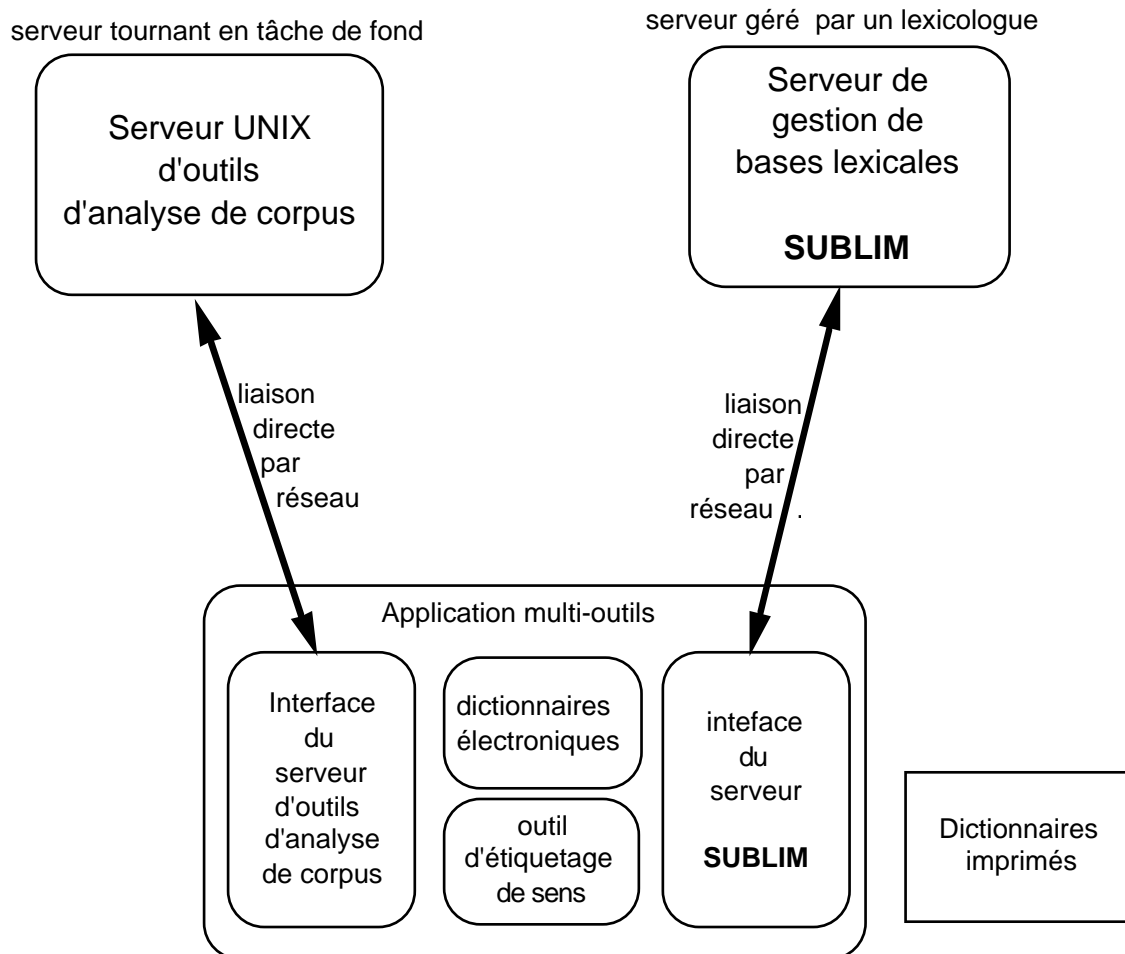 serveur tournant en tâche de fond
Serveur UNIX
d'outils
d'analyse de corpus
serveur géré par un lexicologue
Serveur de
gestion de
bases lexicales
SUBLIM
liaison
directe
par
réseau
liaison
directe
par
réseau .
Application multi-outils
Interface
du
serveur
d'outils
d'analyse
de corpus
dictionnaires
électroniques
outil
d'étiquetage
de sens
inteface
du
serveur
SUBLIM
Dictionnaires
imprimés